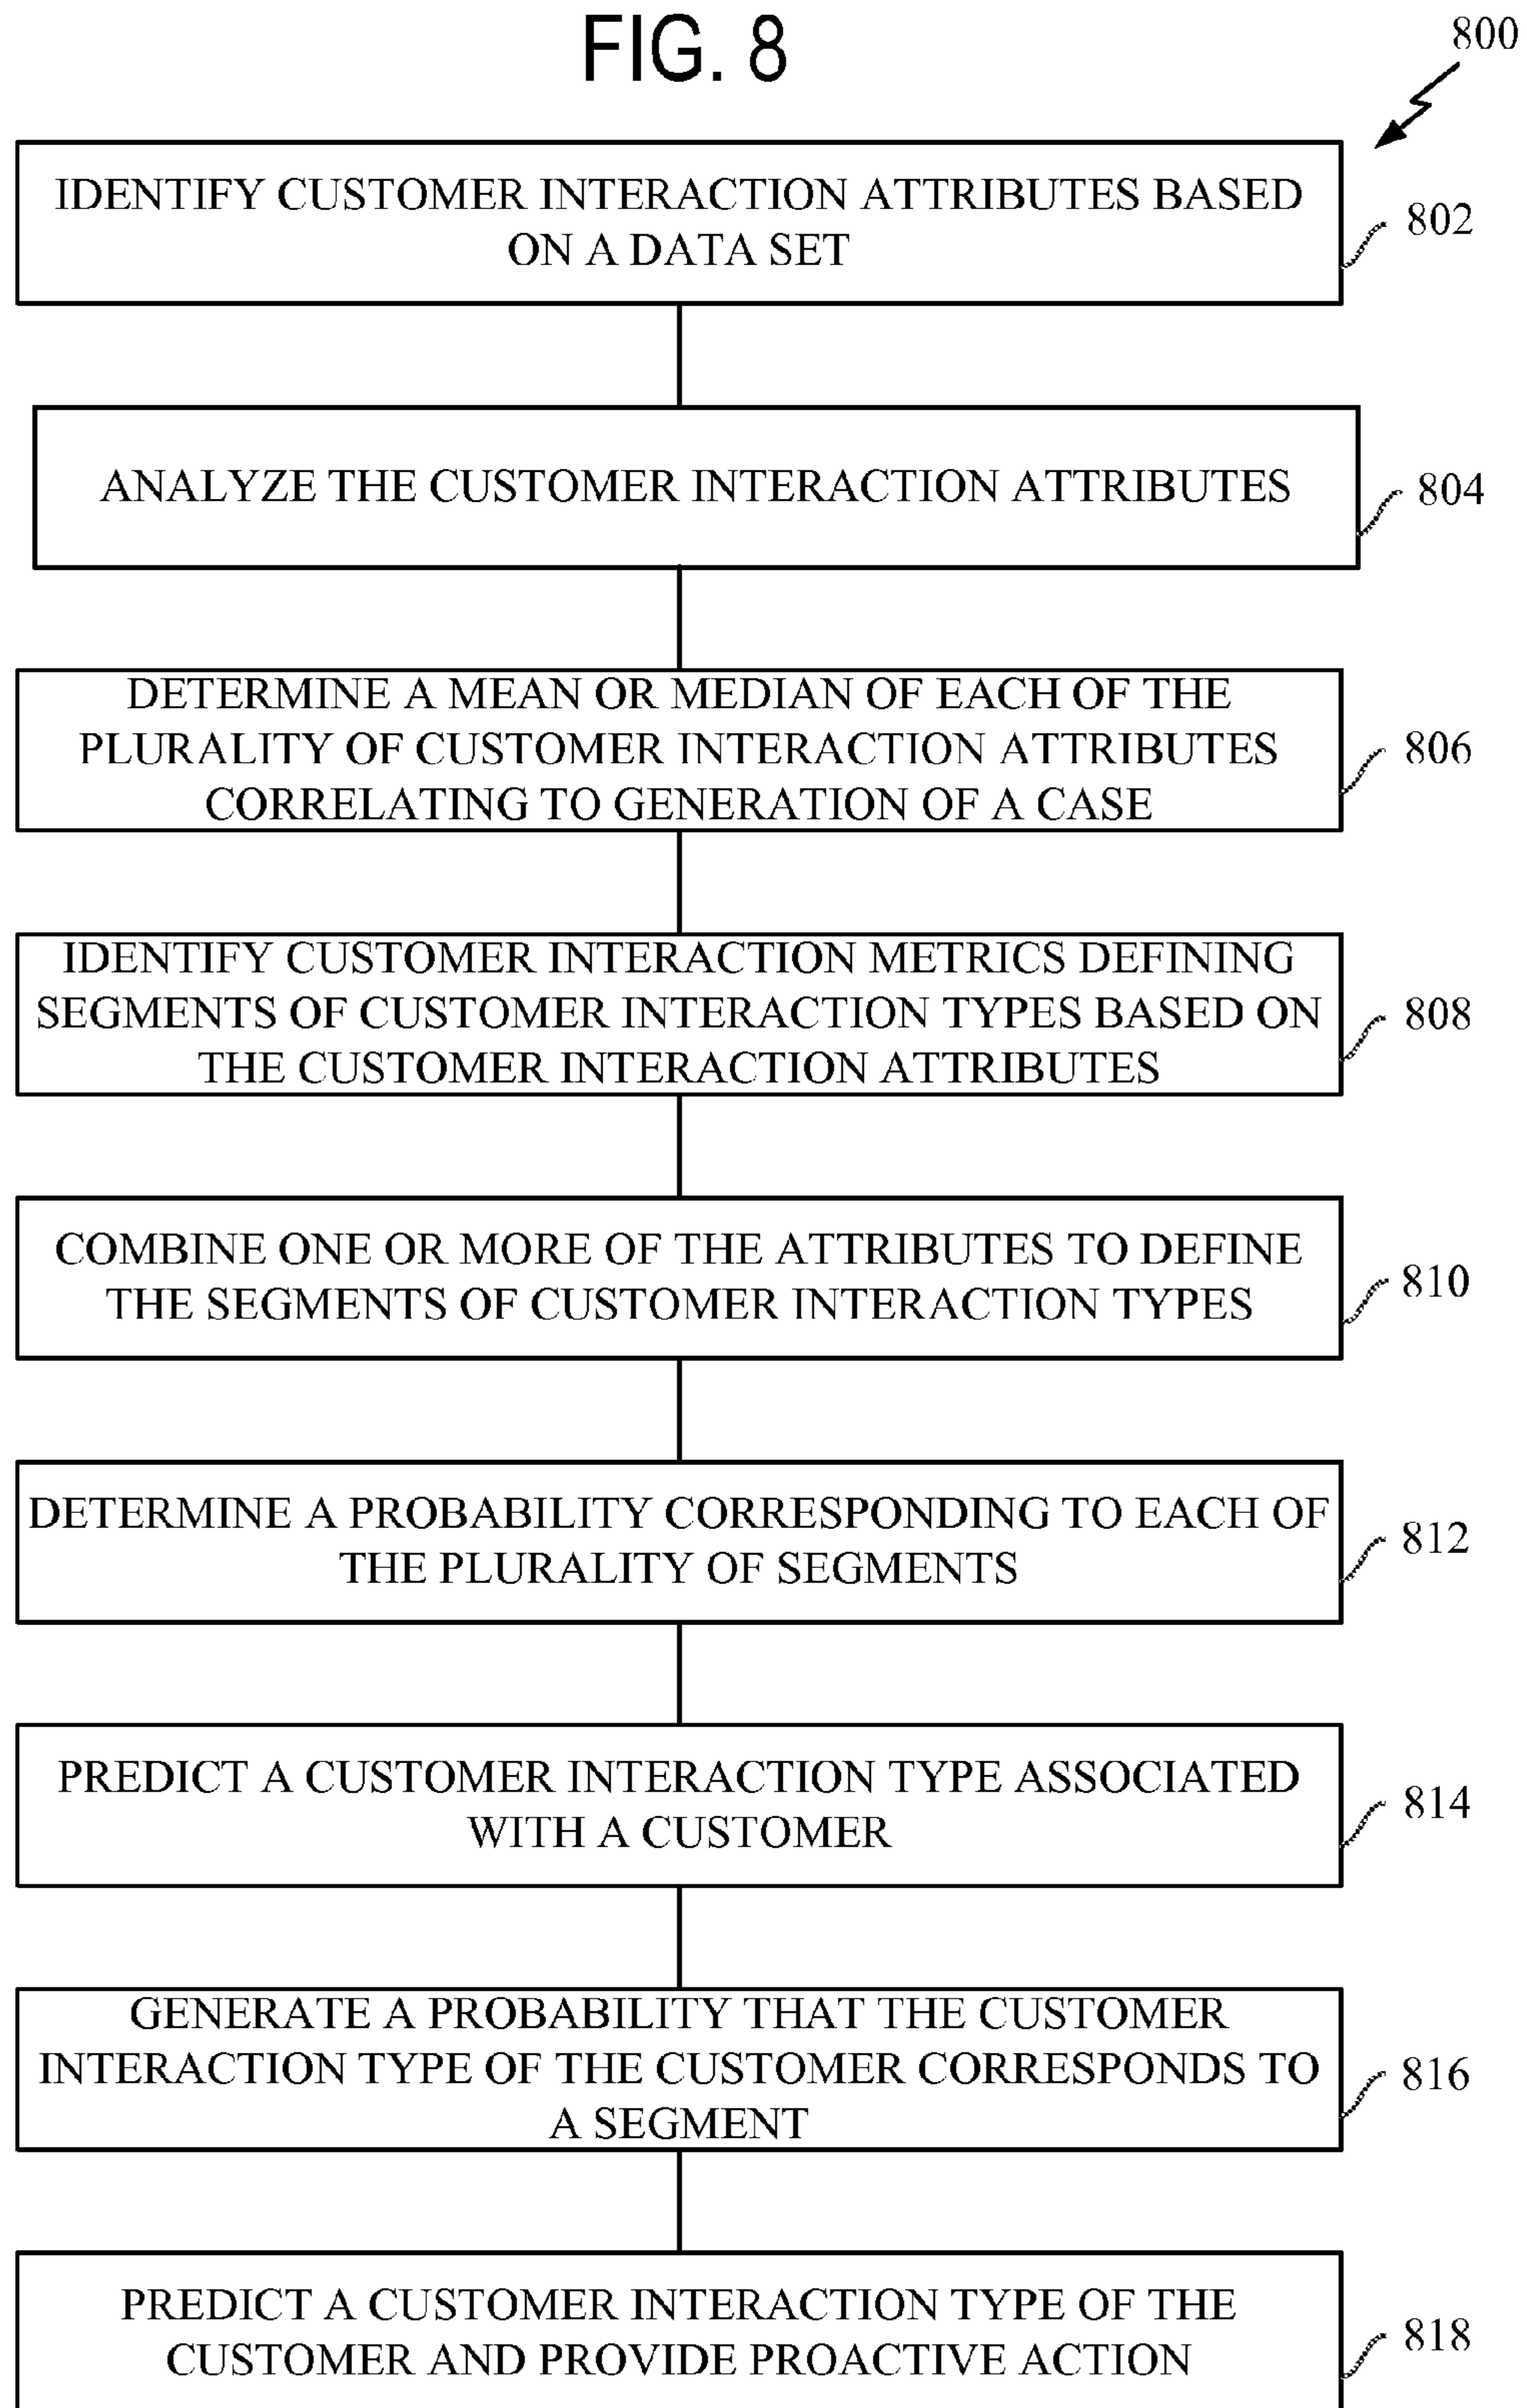 FIG. 8
800
IDENTIFY CUSTOMER INTERACTION ATTRIBUTES BASED
ON A DATA SET
802
ANALYZE THE CUSTOMER INTERACTION ATTRIBUTES
804
DETERMINE A MEAN OR MEDIAN OF EACH OF THE
PLURALITY OF CUSTOMER INTERACTION ATTRIBUTES
CORRELATING TO GENERATION OF A CASE
806
IDENTIFY CUSTOMER INTERACTION METRICS DEFINING
SEGMENTS OF CUSTOMER INTERACTION TYPES BASED ON
THE CUSTOMER INTERACTION ATTRIBUTES
808
COMBINE ONE OR MORE OF THE ATTRIBUTES TO DEFINE
THE SEGMENTS OF CUSTOMER INTERACTION TYPES
810
DETERMINE A PROBABILITY CORRESPONDING TO EACH OF
THE PLURALITY OF SEGMENTS
812
PREDICT A CUSTOMER INTERACTION TYPE ASSOCIATED
WITH A CUSTOMER
814
GENERATE A PROBABILITY THAT THE CUSTOMER
INTERACTION TYPE OF THE CUSTOMER CORRESPONDS TO
A SEGMENT
816
PREDICT A CUSTOMER INTERACTION TYPE OF THE
CUSTOMER AND PROVIDE PROACTIVE ACTION
818